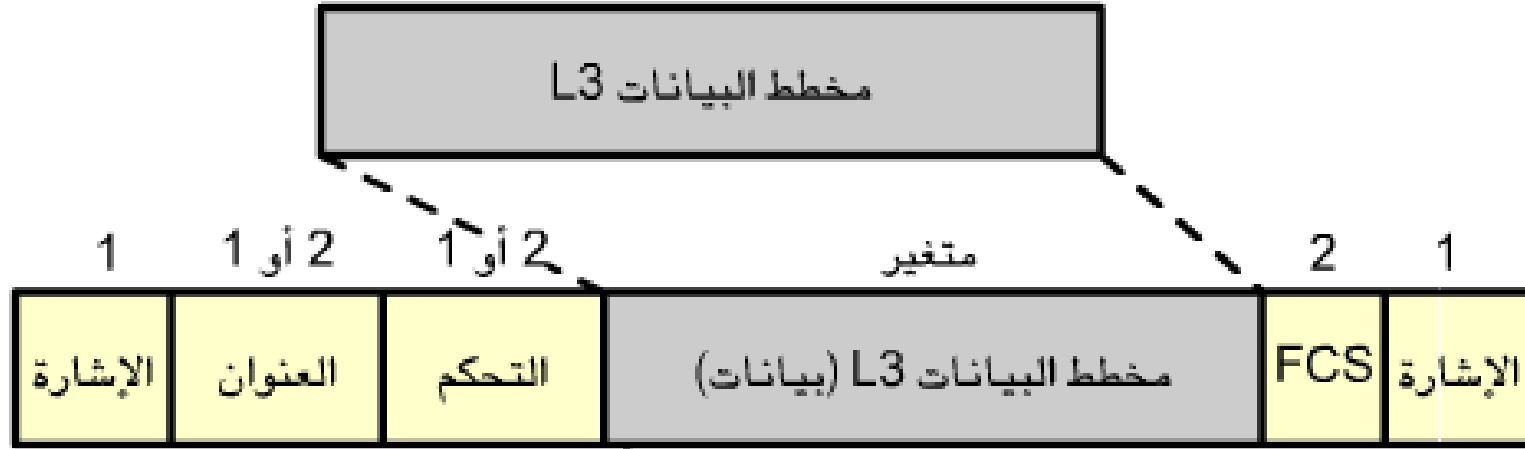 مخطط البيانات L3
1 2 أو 1 2 أو 1 متغير 2 1
الإشارة العنوان التحكم مخطط البيانات L3 (بيانات) FCS الإشارة